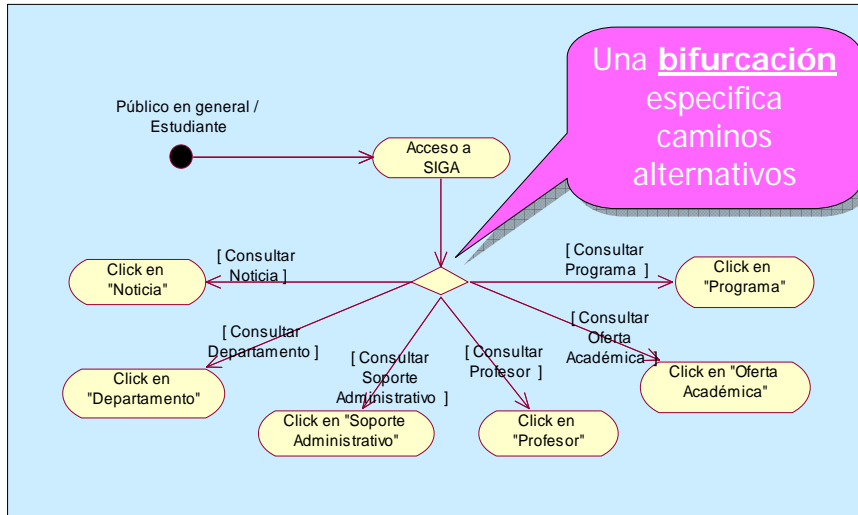 Una bifurcación
especifica
caminos
alternativos
Público en general /
Estudiante
Acceso a
SIGA
[ Consultar
Noticia ]
[ Consultar
Programa ]
Click en
"Noticia"
Click en
"Programa"
[ Consultar
Departamento ]
[ Consultar
Soporte
Administrativo ]
[ Consultar
Profesor ]
[ Consultar
Oferta
Académica ]
Click en
"Departamento"
Click en "Soporte
Administrativo"
Click en
"Profesor"
Click en "Oferta
Académica"